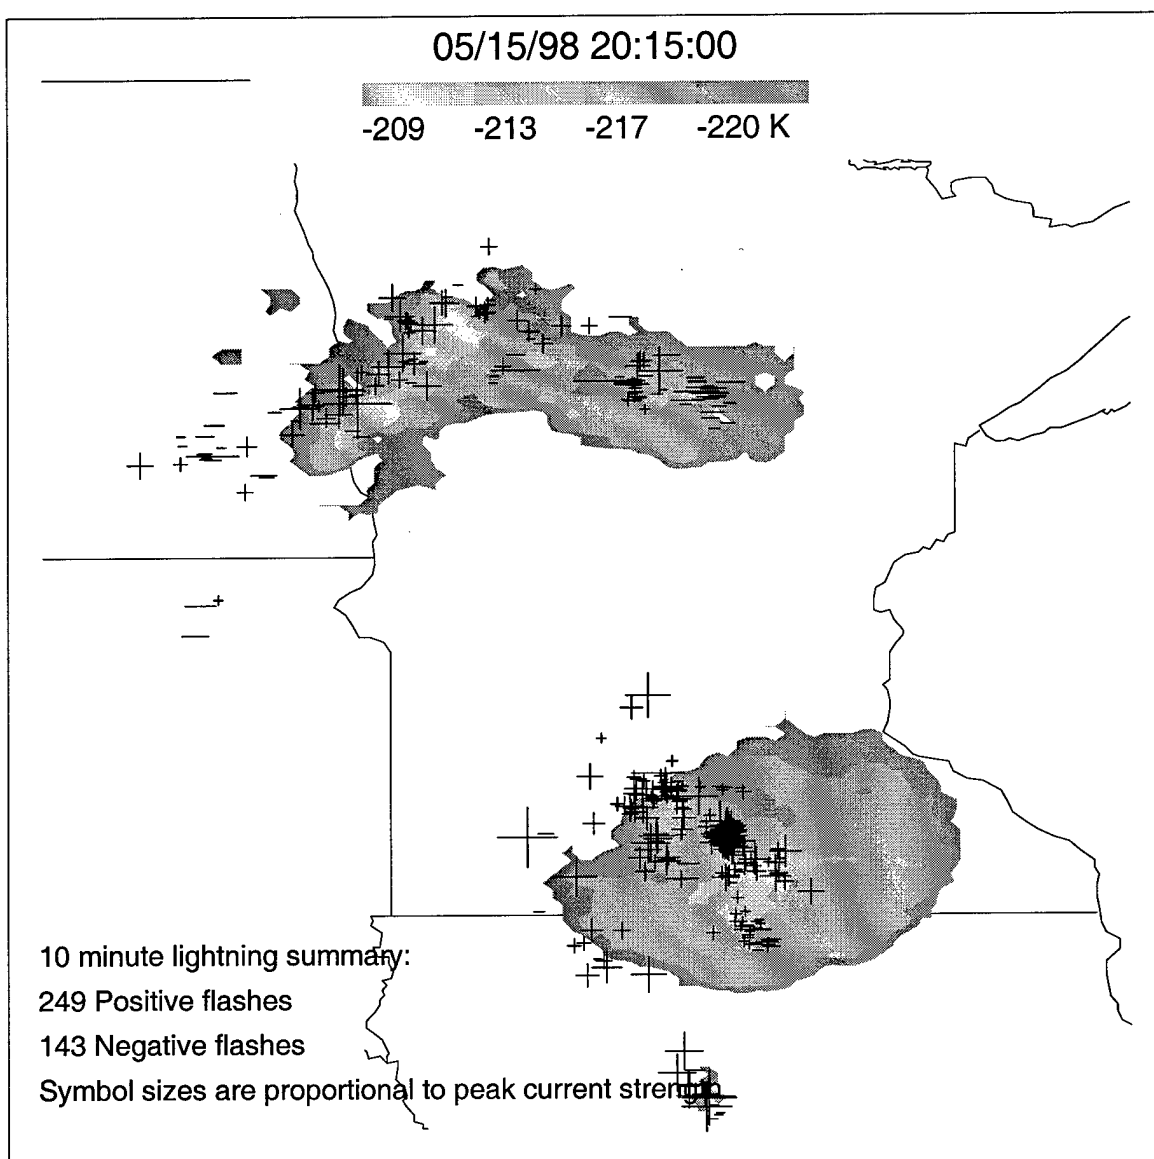 05/15/98 20:15:00
-209 -213 -217 -220 K
10 minute lightning summary:
249 Positive flashes
143 Negative flashes
Symbol sizes are proportional to peak current strength